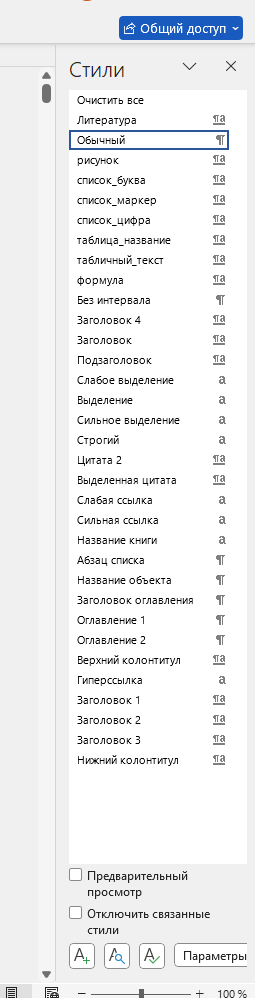 Общий доступ
Стили
Очистить все
Литература ¶a
Обычный ¶
рисунок ¶a
список_буква ¶a
список_маркер ¶a
список_цифра ¶a
таблица_название ¶a
табличный_текст ¶a
формула ¶a
Без интервала ¶
Заголовок 4 ¶a
Заголовок ¶a
Подзаголовок ¶a
Слабое выделение a
Выделение a
Сильное выделение a
Строгий a
Цитата 2 ¶a
Выделенная цитата ¶a
Слабая ссылка a
Сильная ссылка a
Название книги a
Абзац списка ¶
Название объекта ¶
Заголовок оглавления ¶
Оглавление 1 ¶
Оглавление 2 ¶
Верхний колонтитул ¶a
Гиперссылка a
Заголовок 1 ¶a
Заголовок 2 ¶a
Заголовок 3 ¶a
Нижний колонтитул ¶a
Предварительный
просмотр
Отключить связанные
стили
Параметры
100 %